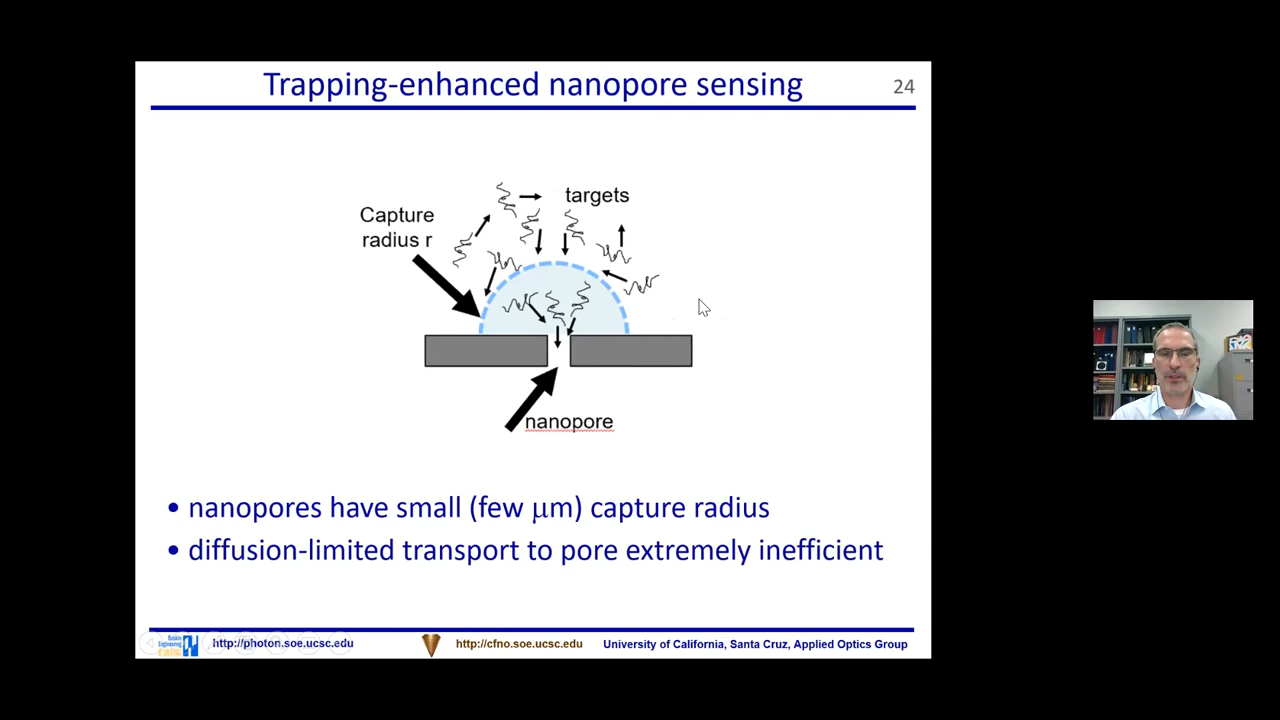 Trapping-enhanced nanopore sensing
24
targets
Capture
radius r
nanopore
• nanopores have small (few μm) capture radius
• diffusion-limited transport to pore extremely inefficient
Baskin
Engineering
http://photon.soe.ucsc.edu
http://cfno.soe.ucsc.edu
University of California, Santa Cruz, Applied Optics Group